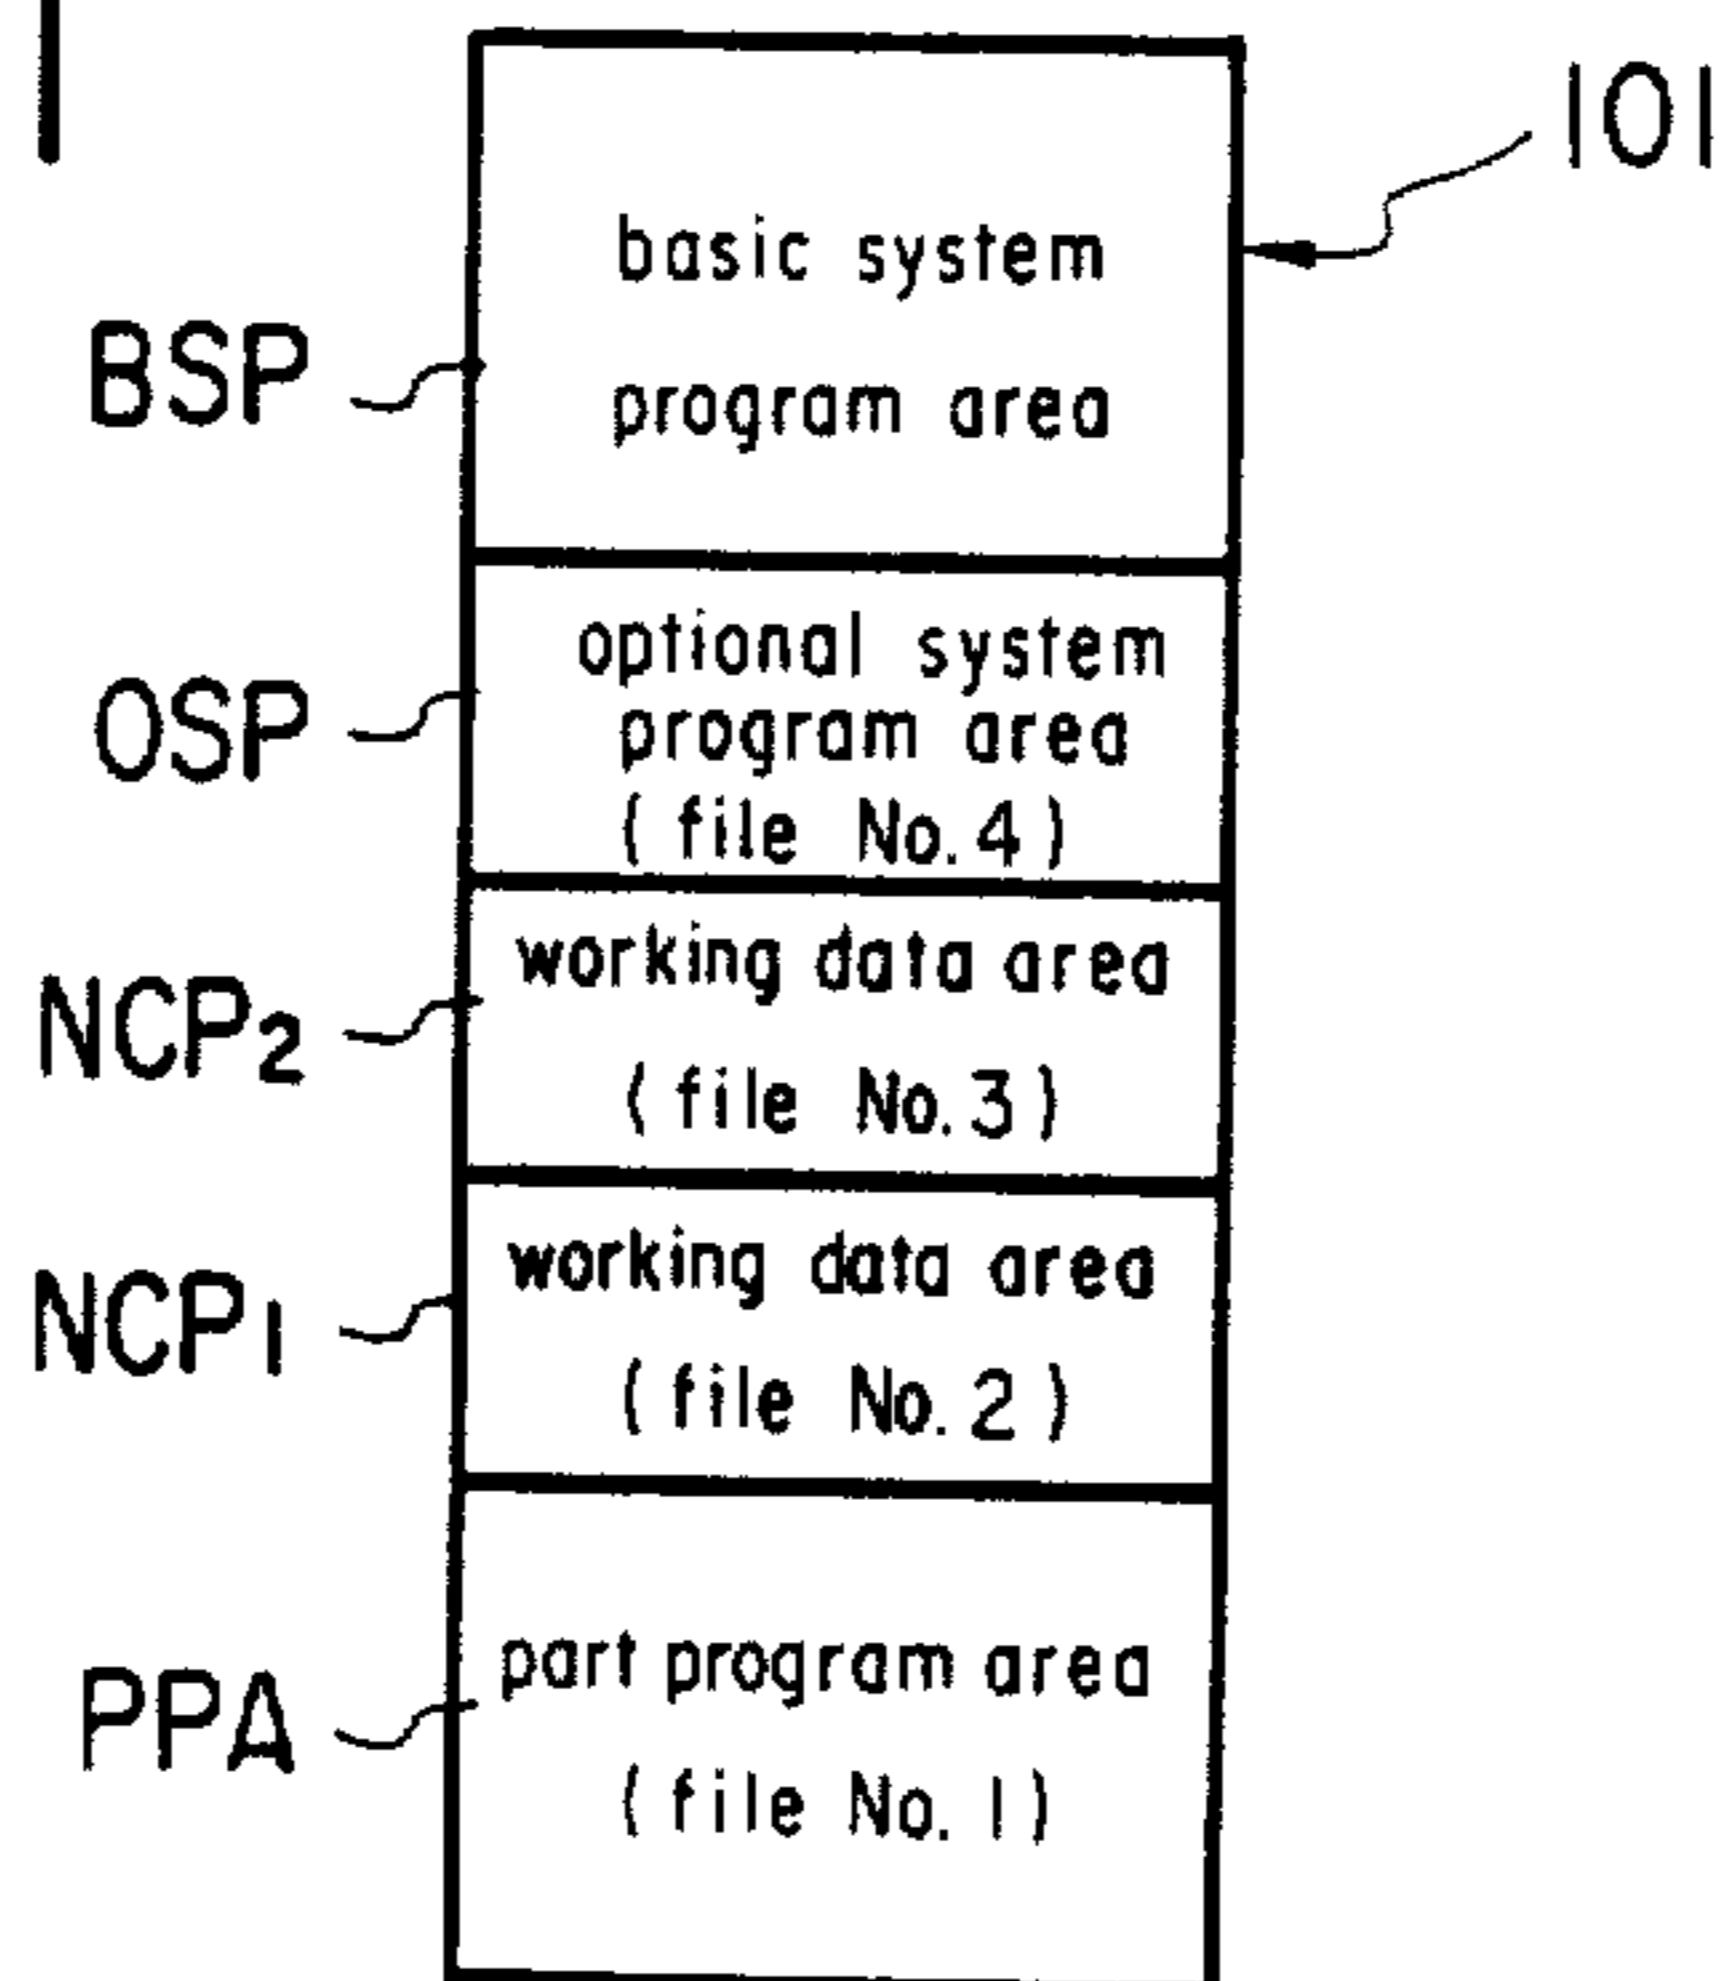 101
basic system
BSP
program area
optional system
OSP
program area
(file No.4)
working data area
NCP2
(file No.3)
working data area
NCP1
(file No.2)
part program area
PPA
(file No. 1)